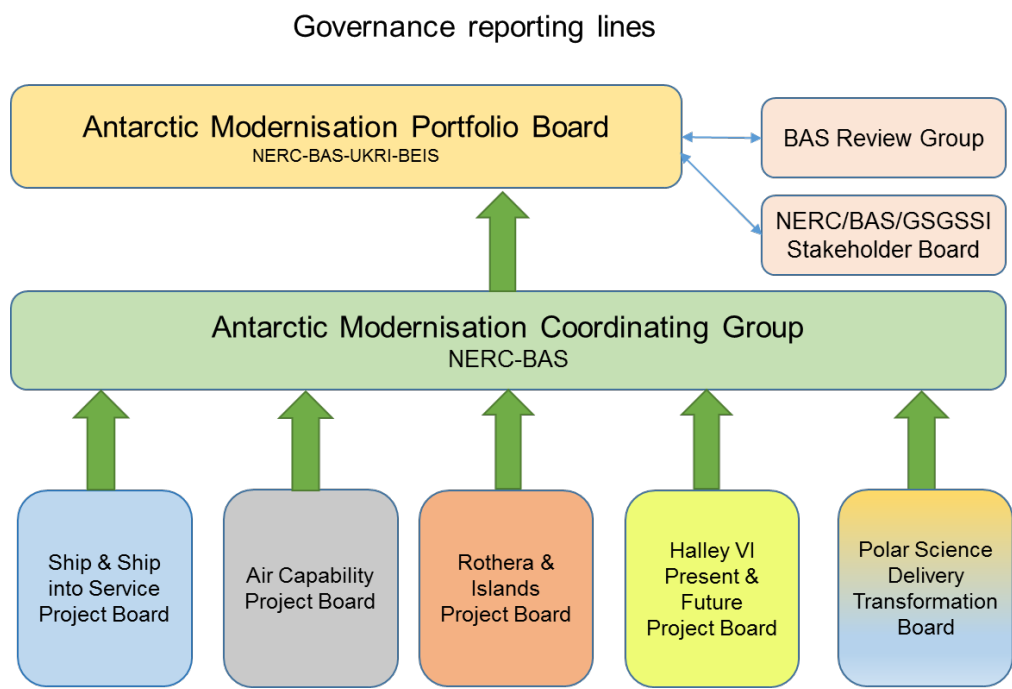 Governance reporting lines
Antarctic Modernisation Portfolio Board
NERC-BAS-UKRI-BEIS
BAS Review Group
NERC/BAS/GSGSSI
Stakeholder Board
Antarctic Modernisation Coordinating Group
NERC-BAS
Ship & Ship
into Service
Project Board
Air Capability
Project Board
Rothera &
Islands
Project Board
Halley VI
Present &
Future
Project Board
Polar Science
Delivery
Transformation
Board